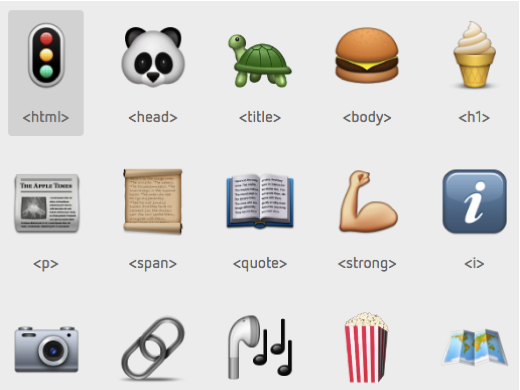 <html>
<head>
<title>
<body>
<h1>
THE APPLE TIMES
<p>
<span>
<quote>
<strong>
<i>
i